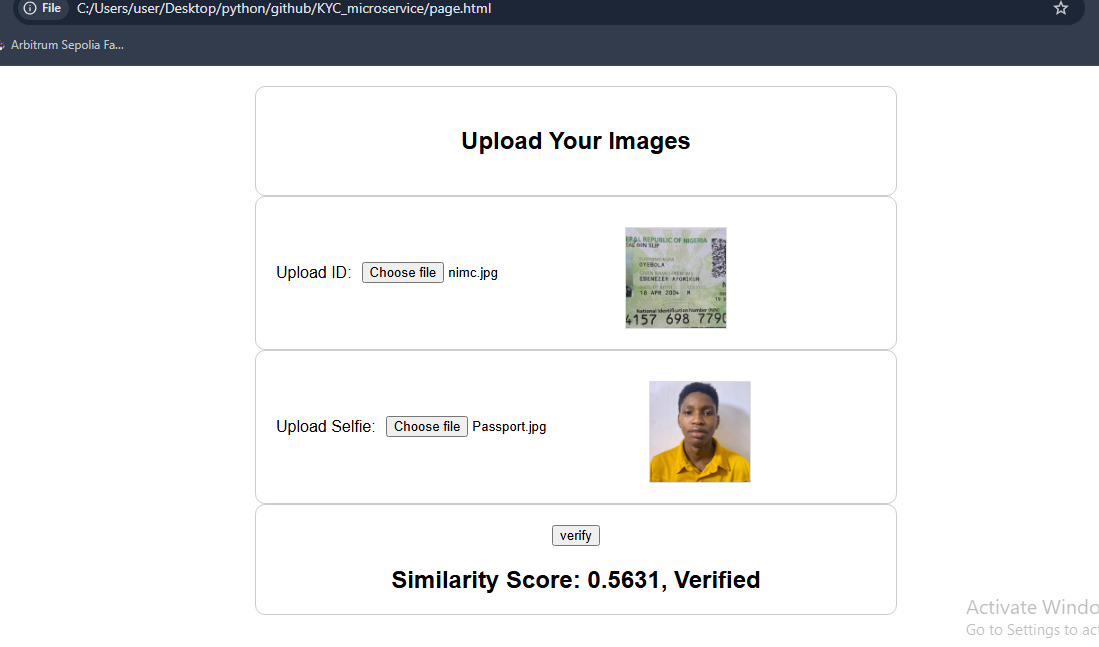 File C:/Users/user/Desktop/python/github/KYC_microservice/page.html
Arbitrum Sepolia Fa...
Upload Your Images
Upload ID: Choose file nimc.jpg
ERAL REPUBLIC OF NIGERIA
NIN SLIP
OYEBOLA
EBENEZER
18 APR 2004 M
National Identification Number (NIN)
4157 698 779
Upload Selfie: Choose file Passport.jpg
verify
Similarity Score: 0.5631, Verified
Activate Windo
Go to Settings to act